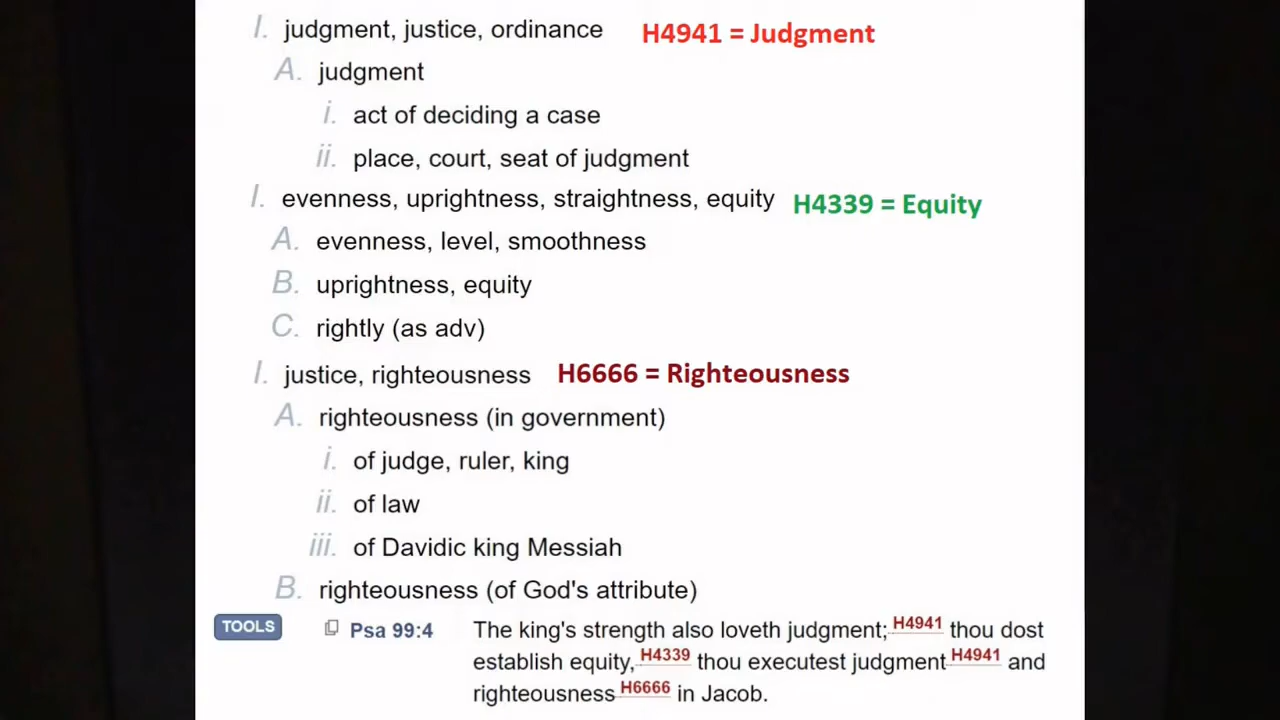 I. judgment, justice, ordinance H4941 = Judgment
A. judgment
i. act of deciding a case
ii. place, court, seat of judgment
I. evenness, uprightness, straightness, equity H4339 = Equity
A. evenness, level, smoothness
B. uprightness, equity
C. rightly (as adv)
I. justice, righteousness H6666 = Righteousness
A. righteousness (in government)
i. of judge, ruler, king
ii. of law
iii. of Davidic king Messiah
B. righteousness (of God's attribute)
TOOLS Psa 99:4 The king's strength also loveth judgment; H4941 thou dost
establish equity, H4339 thou executest judgment H4941 and
righteousness H6666 in Jacob.